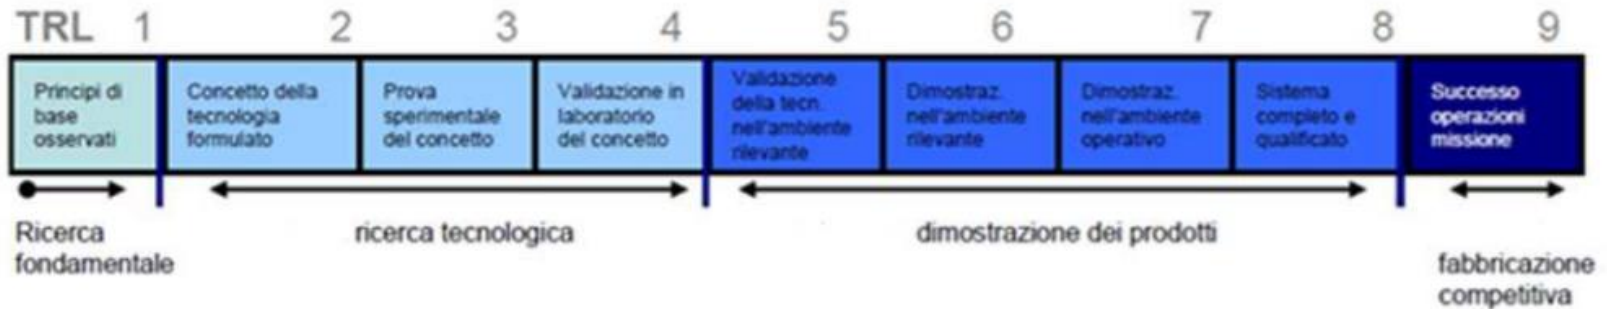 TRL 1 2 3 4 5 6 7 8 9
Principi di
base
osservati
Concetto della
tecnologia
formulato
Prova
sperimentale
del concetto
Validazione in
laboratorio
del concetto
Validazione
della tecn.
nell'ambiente
rilevante
Dimostraz.
nell'ambiente
rilevante
Dimostraz.
nell'ambiente
operativo
Sistema
completo e
qualificato
Successo
operazioni
missione
Ricerca
fondamentale
ricerca tecnologica
dimostrazione dei prodotti
fabbricazione
competitiva